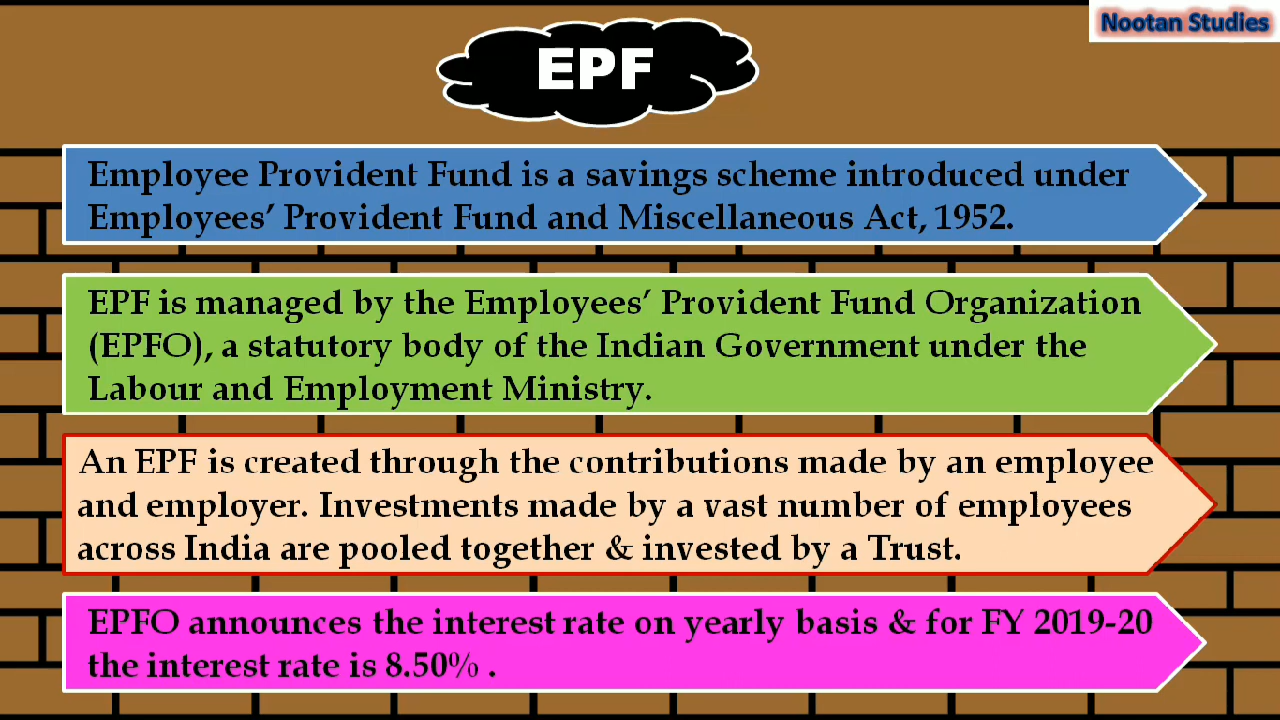 Nootan Studies
EPF
Employee Provident Fund is a savings scheme introduced under
Employees’ Provident Fund and Miscellaneous Act, 1952.
EPF is managed by the Employees’ Provident Fund Organization
(EPFO), a statutory body of the Indian Government under the
Labour and Employment Ministry.
An EPF is created through the contributions made by an employee
and employer. Investments made by a vast number of employees
across India are pooled together & invested by a Trust.
EPFO announces the interest rate on yearly basis & for FY 2019-20
the interest rate is 8.50% .